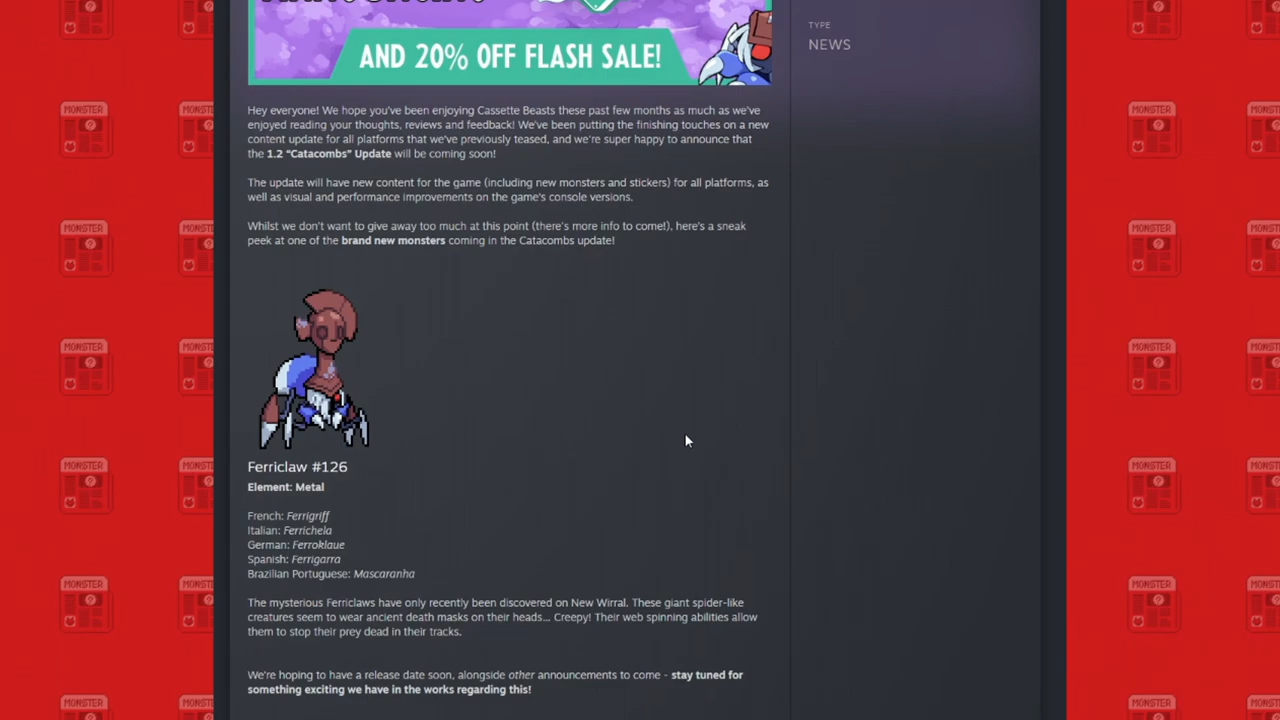 AND 20% OFF FLASH SALE!
TYPE
NEWS
Hey everyone! We hope you've been enjoying Cassette Beasts these past few months as much as we've
enjoyed reading your thoughts, reviews and feedback! We've been putting the finishing touches on a new
content update for all platforms that we've previously teased, and we're super happy to announce that
the 1.2 “Catacombs” Update will be coming soon!
The update will have new content for the game (including new monsters and stickers) for all platforms, as
well as visual and performance improvements on the game's console versions.
Whilst we don't want to give away too much at this point (there's more info to come!), here's a sneak
peek at one of the brand new monsters coming in the Catacombs update!
Ferriclaw #126
Element: Metal
French: Ferrigriff
Italian: Ferrichela
German: Ferroklaue
Spanish: Ferrigarra
Brazilian Portuguese: Mascaranha
The mysterious Ferriclaws have only recently been discovered on New Wirral. These giant spider-like
creatures seem to wear ancient death masks on their heads... Creepy! Their web spinning abilities allow
them to stop their prey dead in their tracks.
We're hoping to have a release date soon, alongside other announcements to come - stay tuned for
something exciting we have in the works regarding this!
MONSTER
MONSTER
MONSTER
MONSTER
MONSTER
MONSTER
MONSTER
MONSTER
MONSTER
MONSTER